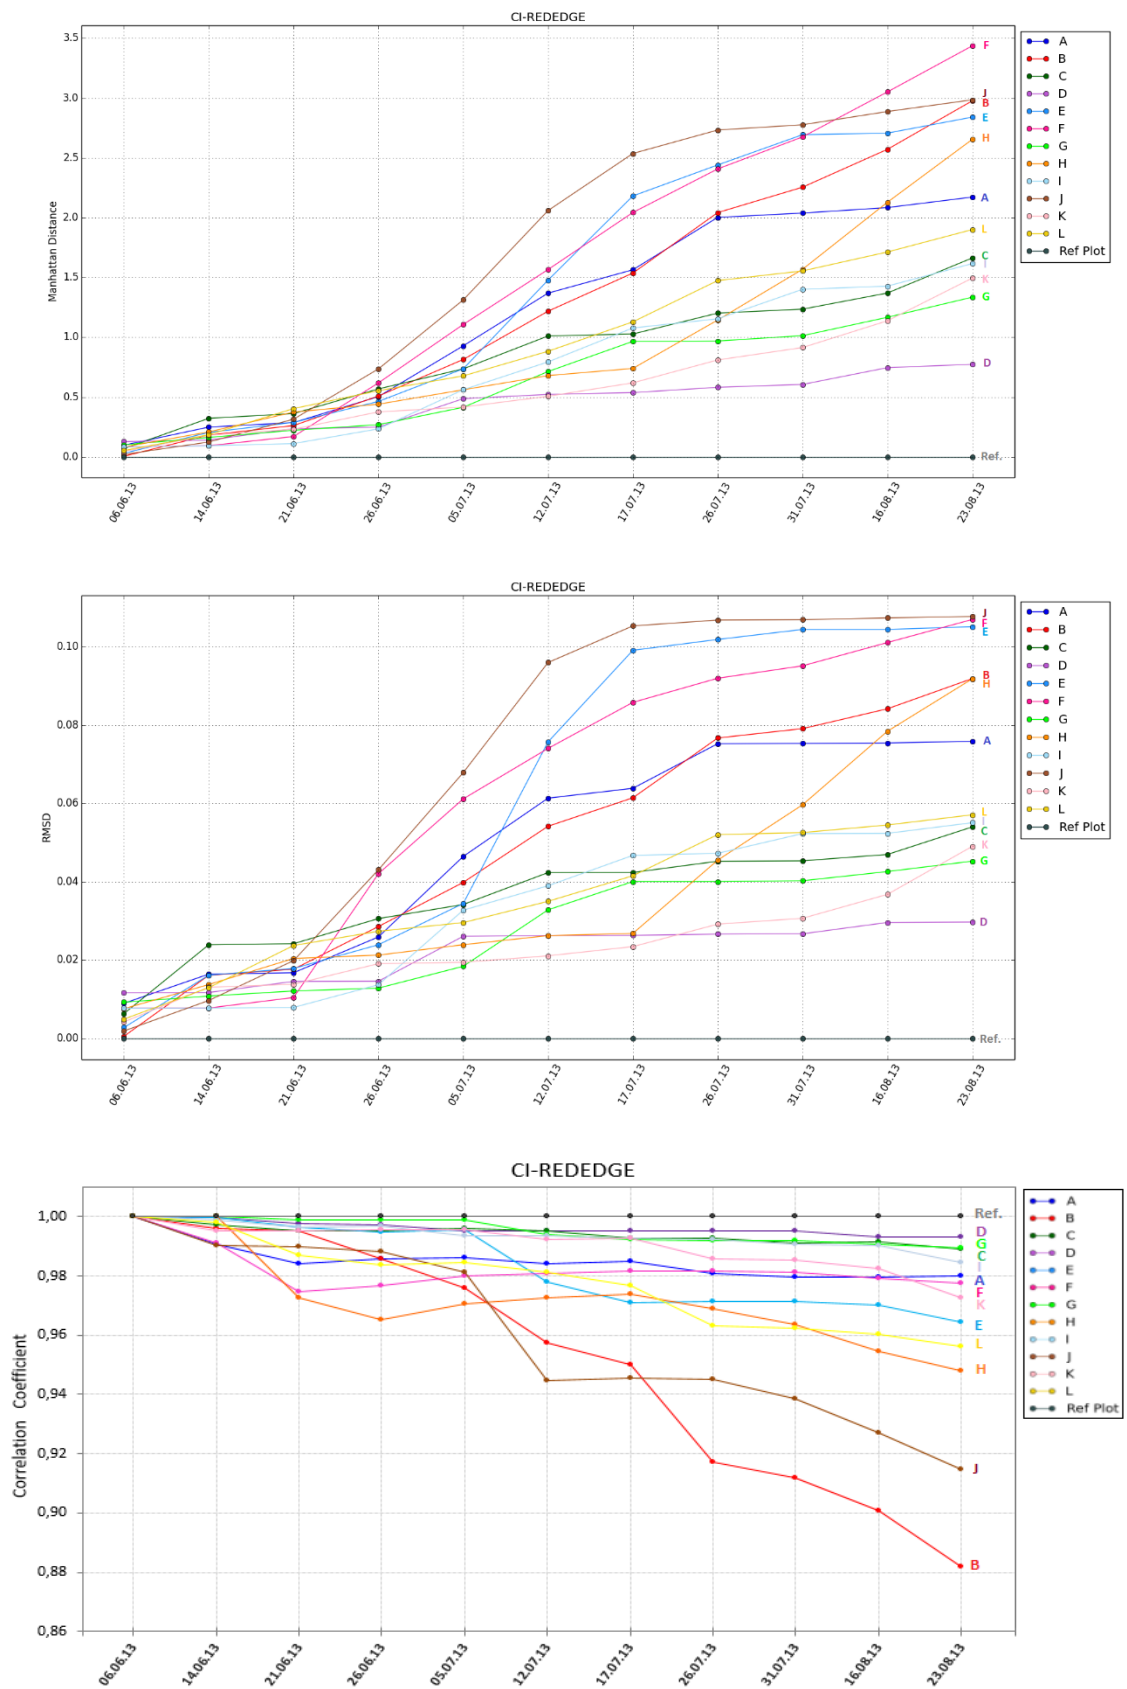 CI-REDEDGE
Manhattan Distance
3.5
3.0
2.5
2.0
1.5
1.0
0.5
0.0
F
J
B
E
H
A
L
C
I
K
G
D
Ref.
06.06.13
14.06.13
21.06.13
26.06.13
05.07.13
12.07.13
17.07.13
26.07.13
31.07.13
16.08.13
23.08.13
A
B
C
D
E
F
G
H
I
J
K
L
Ref Plot
CI-REDEDGE
RMSD
0.10
0.08
0.06
0.04
0.02
0.00
J
F
E
B
H
A
L
I
C
K
G
D
Ref.
06.06.13
14.06.13
21.06.13
26.06.13
05.07.13
12.07.13
17.07.13
26.07.13
31.07.13
16.08.13
23.08.13
A
B
C
D
E
F
G
H
I
J
K
L
Ref Plot
CI-REDEDGE
Correlation Coefficient
1,00
0,98
0,96
0,94
0,92
0,90
0,88
0,86
Ref.
D
G
C
I
A
F
K
E
L
H
J
B
06.06.13
14.06.13
21.06.13
26.06.13
05.07.13
12.07.13
17.07.13
26.07.13
31.07.13
16.08.13
23.08.13
A
B
C
D
E
F
G
H
I
J
K
L
Ref Plot